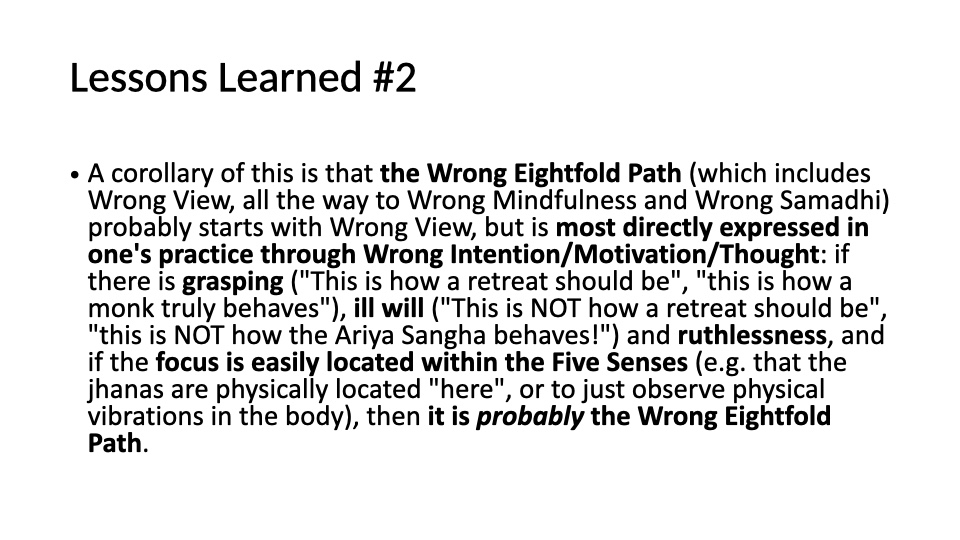 Lessons Learned #2
• A corollary of this is that the Wrong Eightfold Path (which includes
Wrong View, all the way to Wrong Mindfulness and Wrong Samadhi)
probably starts with Wrong View, but is most directly expressed in
one's practice through Wrong Intention/Motivation/Thought: if
there is grasping ("This is how a retreat should be", "this is how a
monk truly behaves"), ill will ("This is NOT how a retreat should be",
"this is NOT how the Ariya Sangha behaves!") and ruthlessness, and
if the focus is easily located within the Five Senses (e.g. that the
jhanas are physically located "here", or to just observe physical
vibrations in the body), then it is probably the Wrong Eightfold
Path.